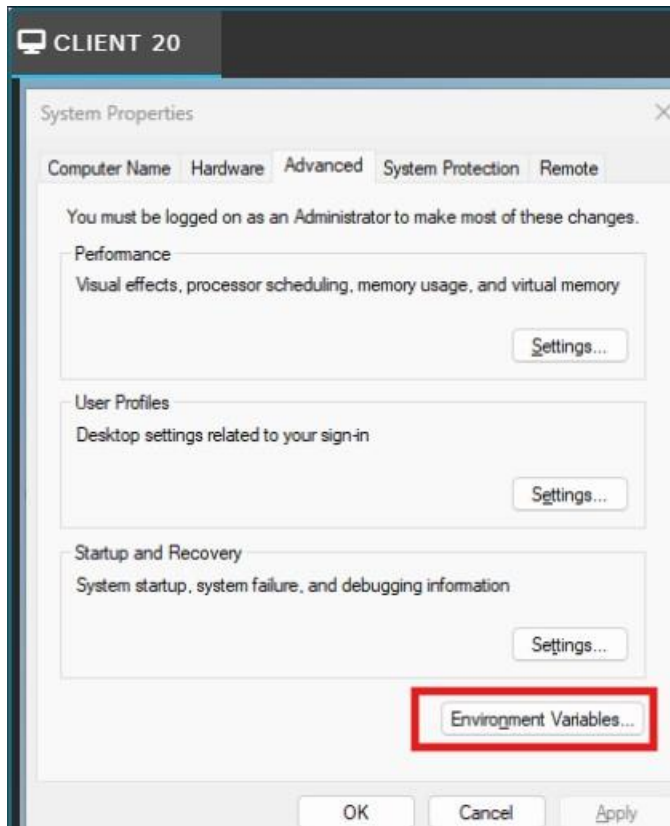 CLIENT 20
System Properties
Computer Name Hardware Advanced System Protection Remote
You must be logged on as an Administrator to make most of these changes.
Performance
Visual effects, processor scheduling, memory usage, and virtual memory
Settings...
User Profiles
Desktop settings related to your sign-in
Settings...
Startup and Recovery
System startup, system failure, and debugging information
Settings...
Environment Variables...
OK Cancel Apply